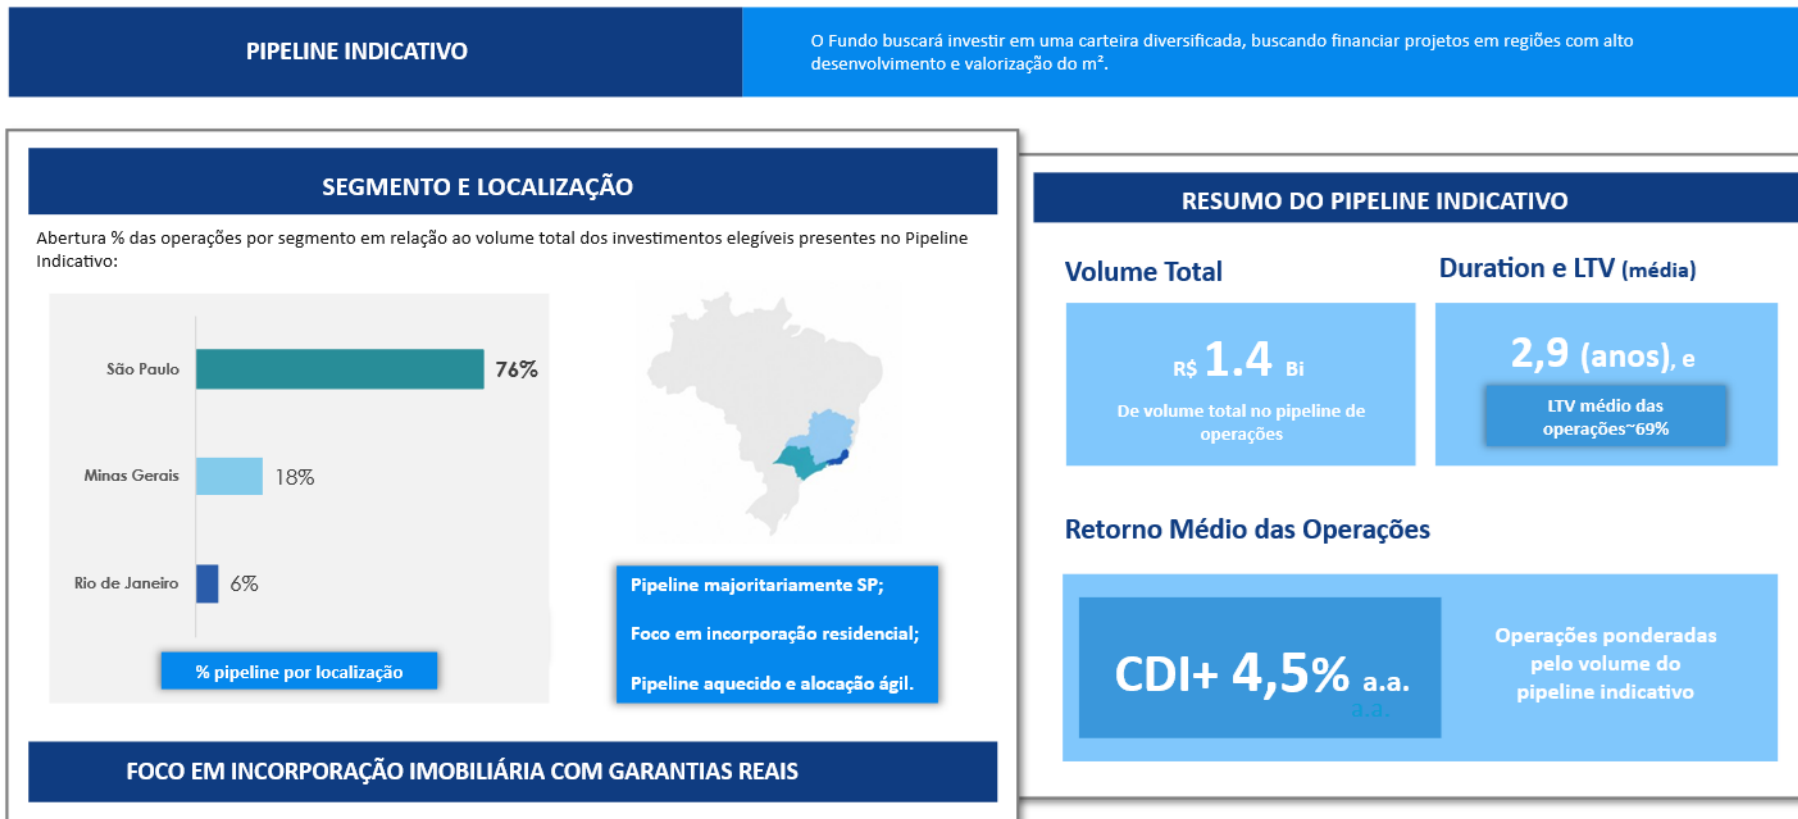 PIPELINE INDICATIVO
O Fundo buscará investir em uma carteira diversificada, buscando financiar projetos em regiões com alto
desenvolvimento e valorização do m².
SEGMENTO E LOCALIZAÇÃO
Abertura % das operações por segmento em relação ao volume total dos investimentos elegíveis presentes no Pipeline
Indicativo:
São Paulo 76%
Minas Gerais 18%
Rio de Janeiro 6%
% pipeline por localização
Pipeline majoritariamente SP;
Foco em incorporação residencial;
Pipeline aquecido e alocação ágil.
FOCO EM INCORPORAÇÃO IMOBILIÁRIA COM GARANTIAS REAIS
RESUMO DO PIPELINE INDICATIVO
Volume Total
R$ 1.4 Bi
De volume total no pipeline de
operações
Duration e LTV (média)
2,9 (anos), e
LTV médio das
operações~69%
Retorno Médio das Operações
CDI+ 4,5% a.a.
a.a.
Operações ponderadas
pelo volume do
pipeline indicativo